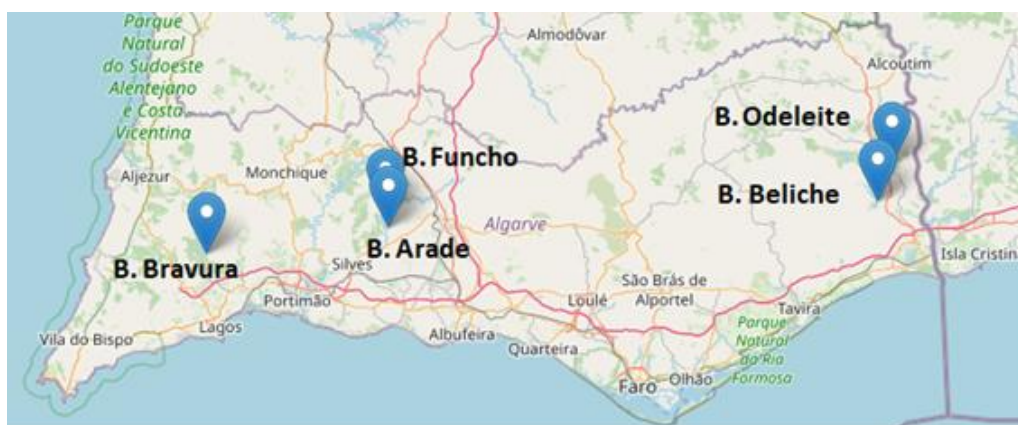 Parque
Natural
do Sudoeste
Alentejano
e Costa
Vicentina
Almodôvar
Alcoutim
B. Odeleite
B. Funcho
Aljezur
Monchique
B. Beliche
Algarve
B. Arade
B. Bravura
Silves
Isla Cristin
São Brás
de Alportel
Portimão
Loulé
Tavira
Lagos
Albufeira
Vila do Bispo
Quarteira
Parque
Natural
da Ria
Formosa
Faro
Olhão